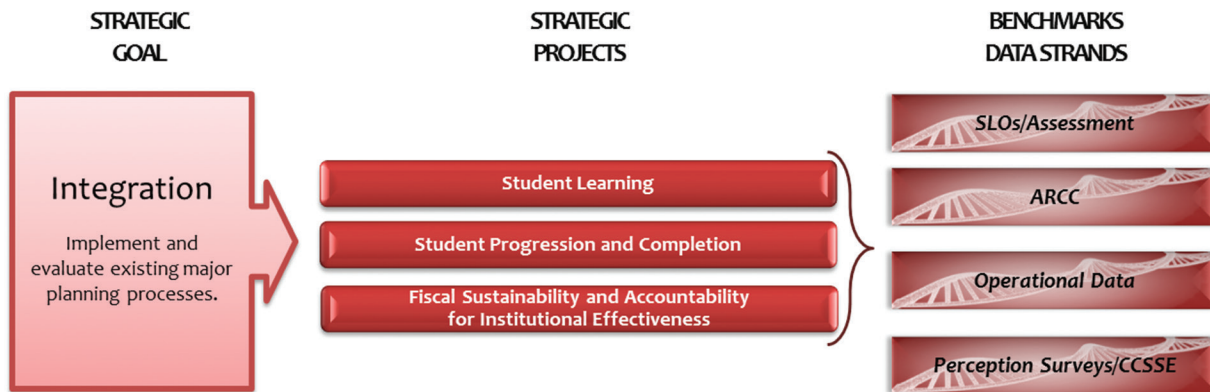 STRATEGIC
GOAL
STRATEGIC
PROJECTS
BENCHMARKS
DATA STRANDS
Integration
Implement and
evaluate existing major
planning processes.
Student Learning
Student Progression and Completion
Fiscal Sustainability and Accountability
for Institutional Effectiveness
SLOs/Assessment
ARCC
Operational Data
Perception Surveys/CCSSE